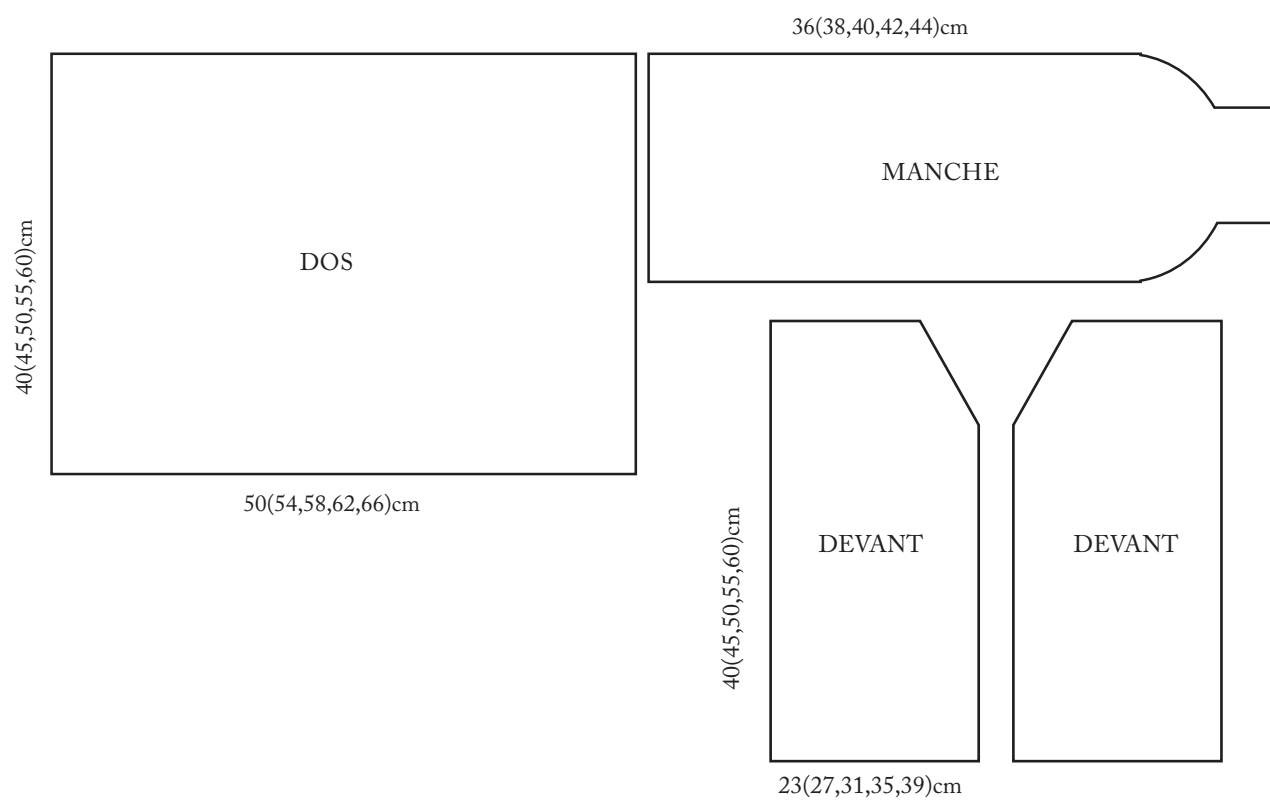 36(38,40,42,44)cm
MANCHE
DOS
40(45,50,55,60)cm
50(54,58,62,66)cm
DEVANT
DEVANT
40(45,50,55,60)cm
23(27,31,35,39)cm